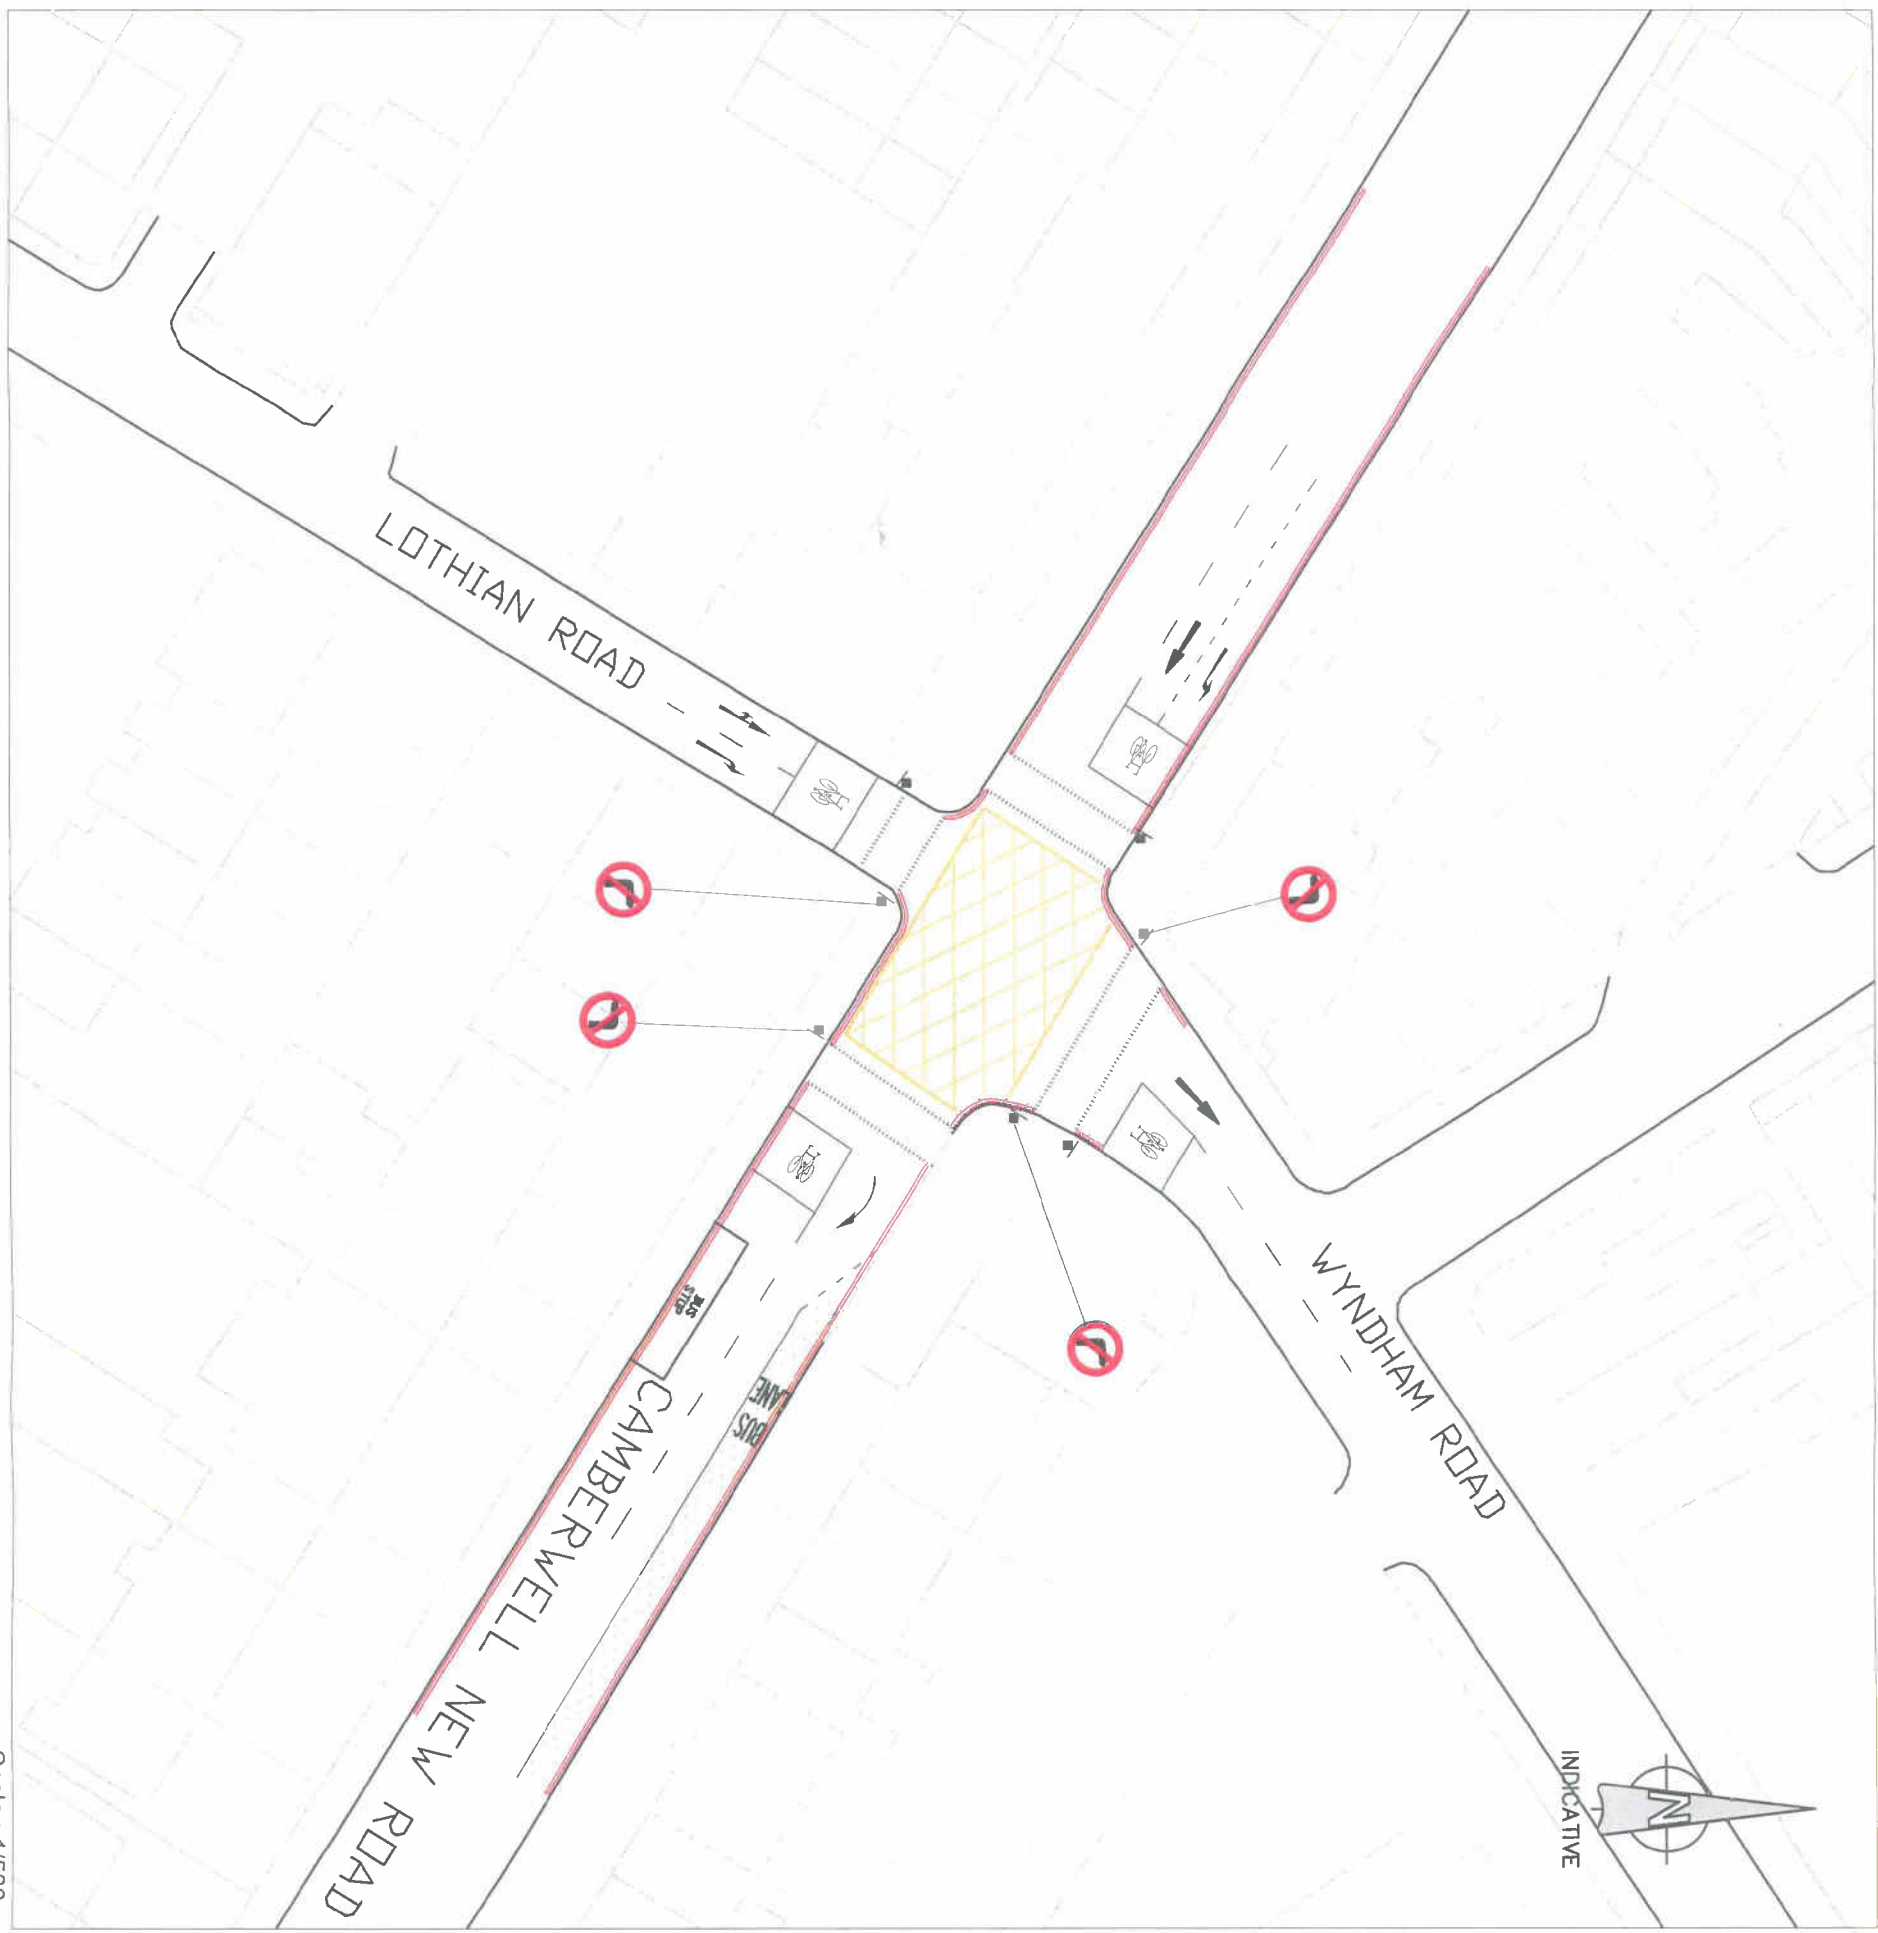 LOTHIAN ROAD
WYNDHAM ROAD
BUS
STOP
BUS
LANE
CAMBERWELL NEW ROAD
N
INDICATIVE